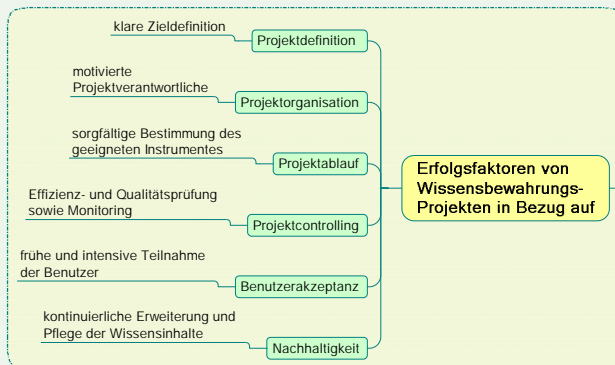 klare Zieldefinition
Projektdefinition
motivierte
Projektverantwortliche
Projektorganisation
sorgfältige Bestimmung des
geeigneten Instrumentes
Projektablauf
Effizienz- und Qualitätsprüfung
sowie Monitoring
Projektcontrolling
frühe und intensive Teilnahme
der Benutzer
Benutzerakzeptanz
kontinuierliche Erweiterung und
Pflege der Wissensinhalte
Nachhaltigkeit
Erfolgsfaktoren von
Wissensbewahrungs-
Projekten in Bezug auf